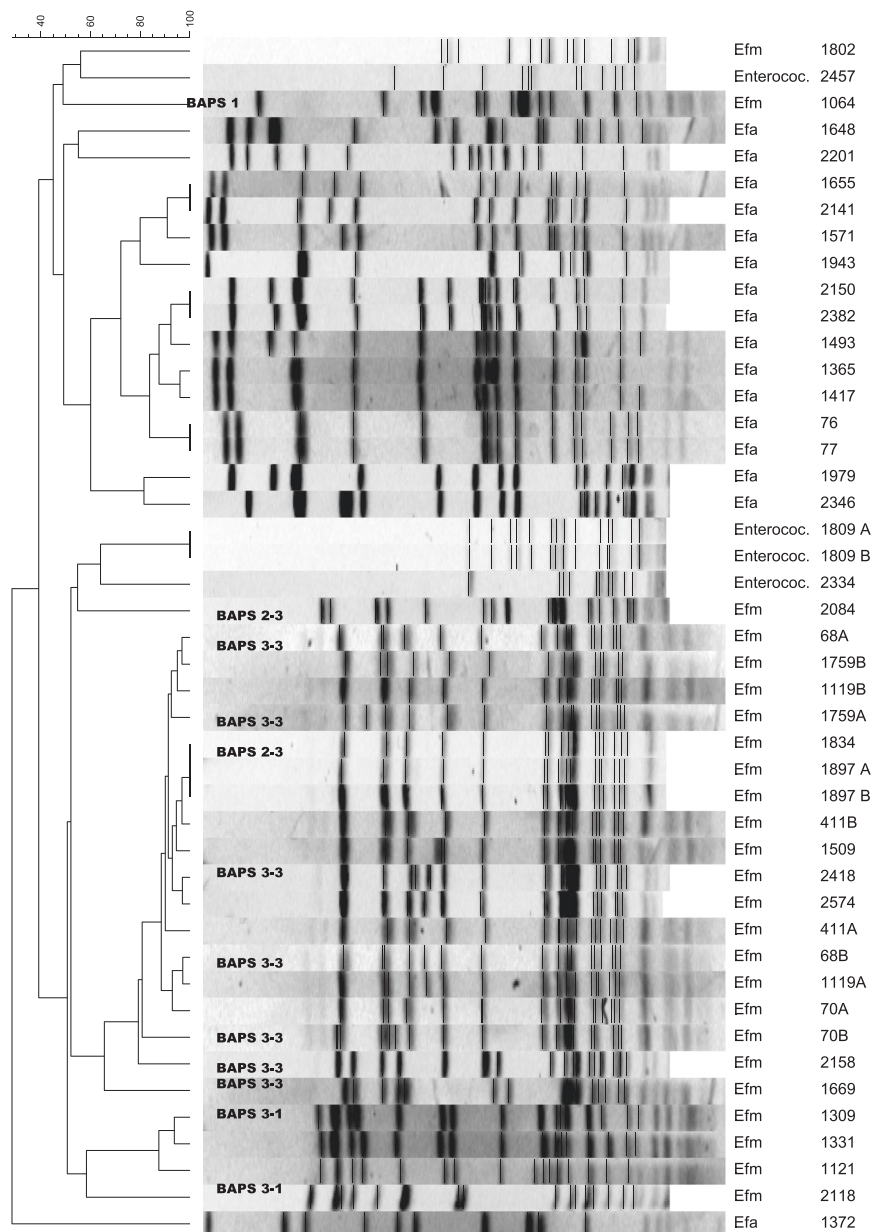 40 60 80 100
Efm 1802
Enterococ. 2457
BAPS 1 Efm 1064
Efa 1648
Efa 2201
Efa 1655
Efa 2141
Efa 1571
Efa 1943
Efa 2150
Efa 2382
Efa 1493
Efa 1365
Efa 1417
Efa 76
Efa 77
Efa 1979
Efa 2346
Enterococ. 1809 A
Enterococ. 1809 B
Enterococ. 2334
BAPS 2-3 Efm 2084
BAPS 3-3 Efm 68A
Efm 1759B
Efm 1119B
BAPS 3-3 Efm 1759A
BAPS 2-3 Efm 1834
Efm 1897 A
Efm 1897 B
Efm 411B
Efm 1509
BAPS 3-3 Efm 2418
Efm 2574
Efm 411A
BAPS 3-3 Efm 68B
Efm 1119A
Efm 70A
BAPS 3-3 Efm 70B
BAPS 3-3 Efm 2158
BAPS 3-3 Efm 1669
BAPS 3-1 Efm 1309
Efm 1331
Efm 1121
BAPS 3-1 Efm 2118
Efa 1372